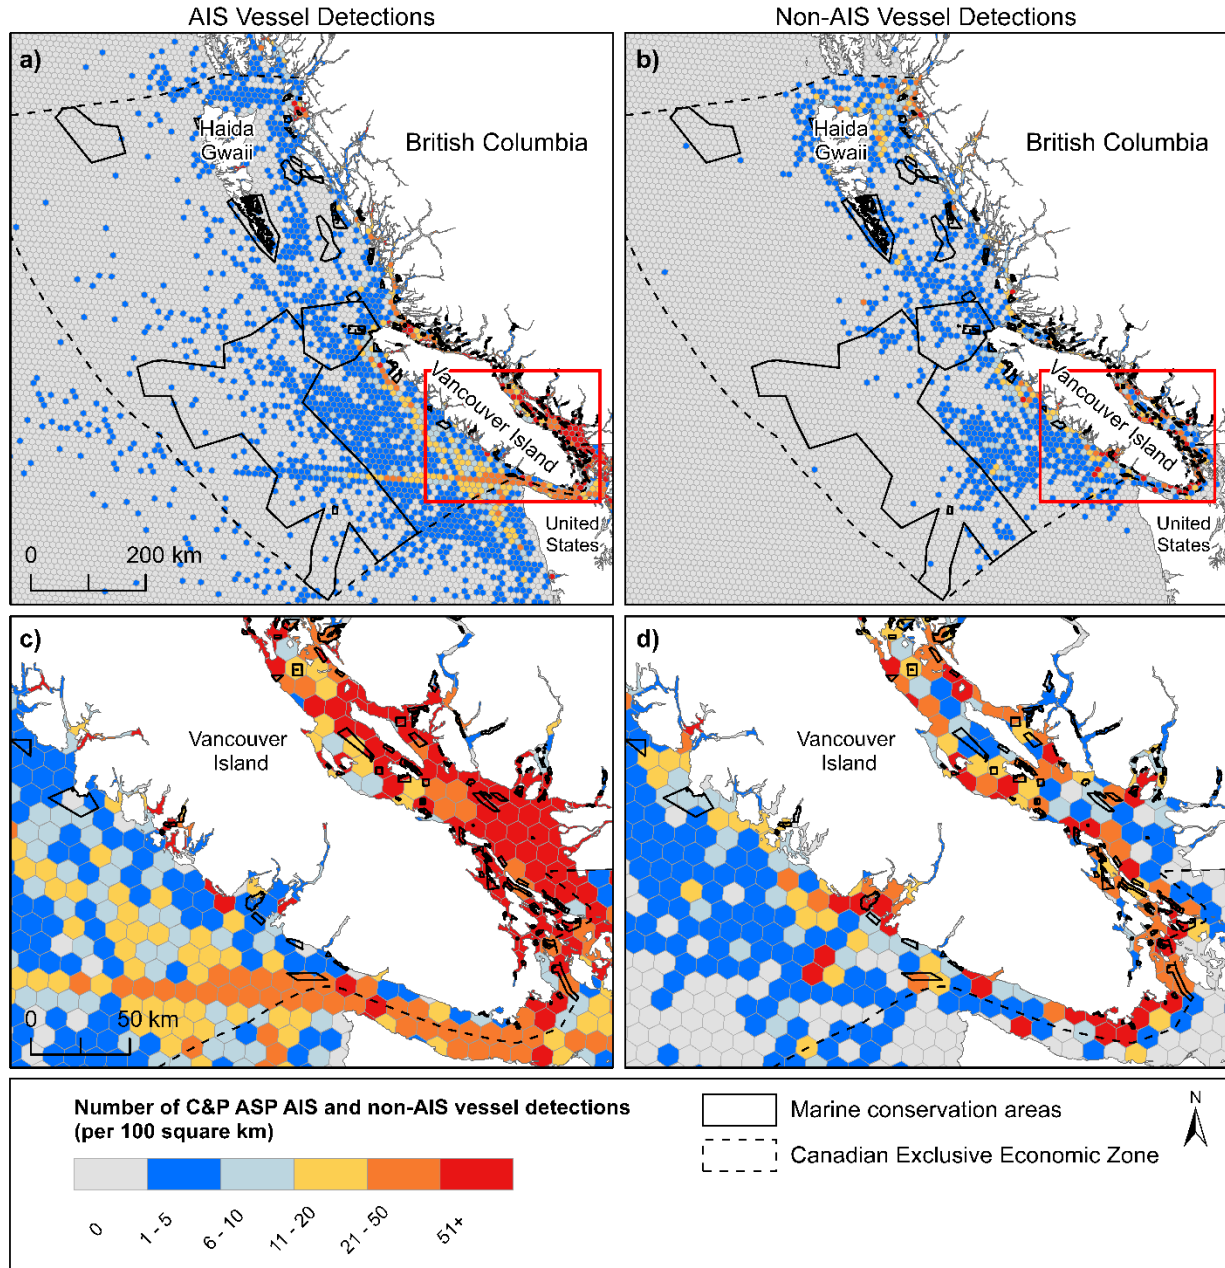 AIS Vessel Detections
Non-AIS Vessel Detections
a)
Haida
Gwaii
British Columbia
Vancouver Island
United
States
0
200 km
b)
Haida
Gwaii
British Columbia
Vancouver Island
United
States
c)
Vancouver
Island
0
50 km
d)
Vancouver
Island
Number of C&P ASP AIS and non-AIS vessel detections
(per 100 square km)
0
1 - 5
6 - 10
11 - 20
21 - 50
51+
Marine conservation areas
Canadian Exclusive Economic Zone
N